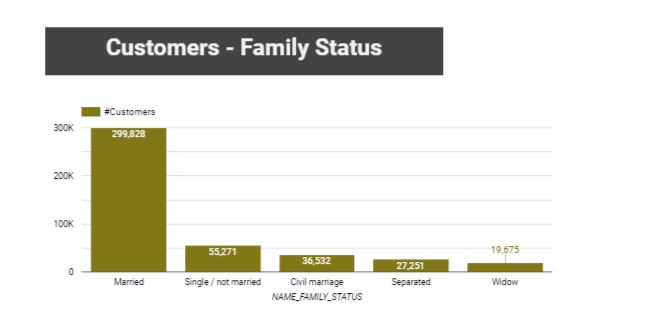 Customers - Family Status
#Customers
300K
299,828
200K
100K
55,271
36,532
27,251
19,675
0
Married Single / not married Civil marriage Separated Widow
NAME_FAMILY_STATUS